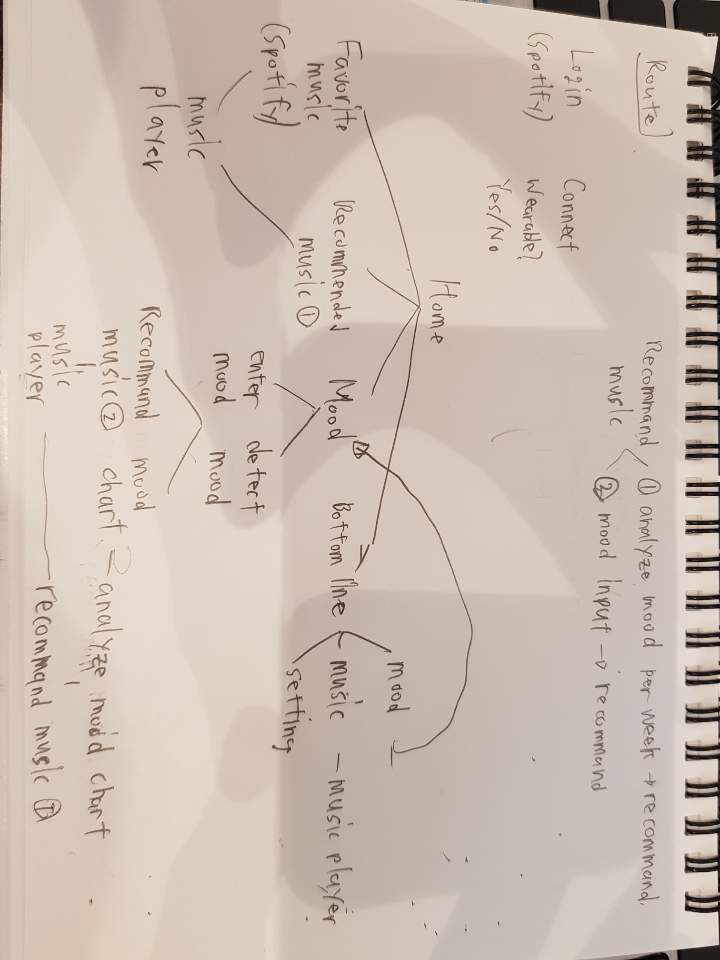 Route
Login
(Spotify)
Connect
Wearable?
Yes/No
Recommand
music
① analyze mood per week → recommand.
② mood input → recommand
Home
Favorite
music
(Spotify)
Recommended
music ①
Mood
Bottom line
mood
music – music player
setting
music
player
enter
mood
detect
mood
Recommand
music ②
mood
chart = analyze mood chart
music
player
recommand music ①